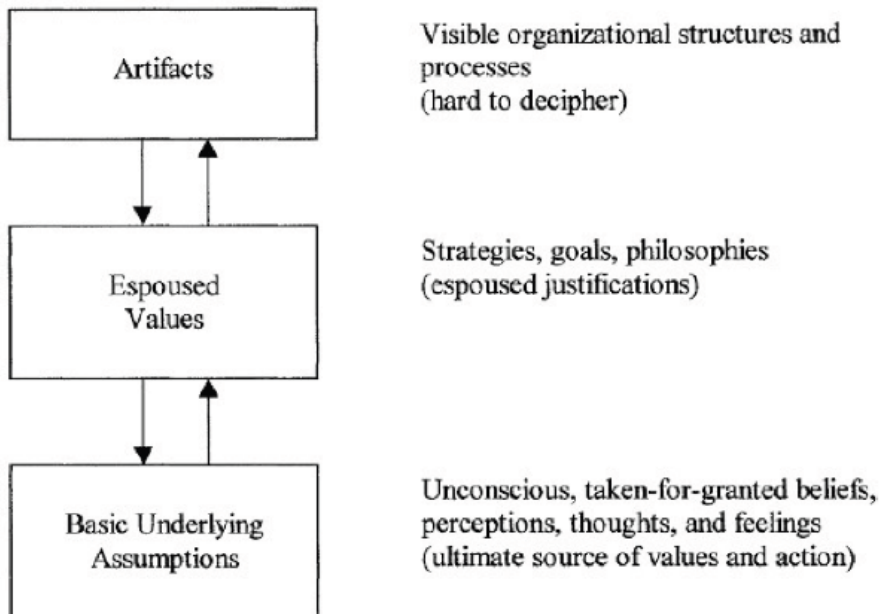 Artifacts
Visible organizational structures and
processes
(hard to decipher)
Espoused
Values
Strategies, goals, philosophies
(espoused justifications)
Basic Underlying
Assumptions
Unconscious, taken-for-granted beliefs,
perceptions, thoughts, and feelings
(ultimate source of values and action)